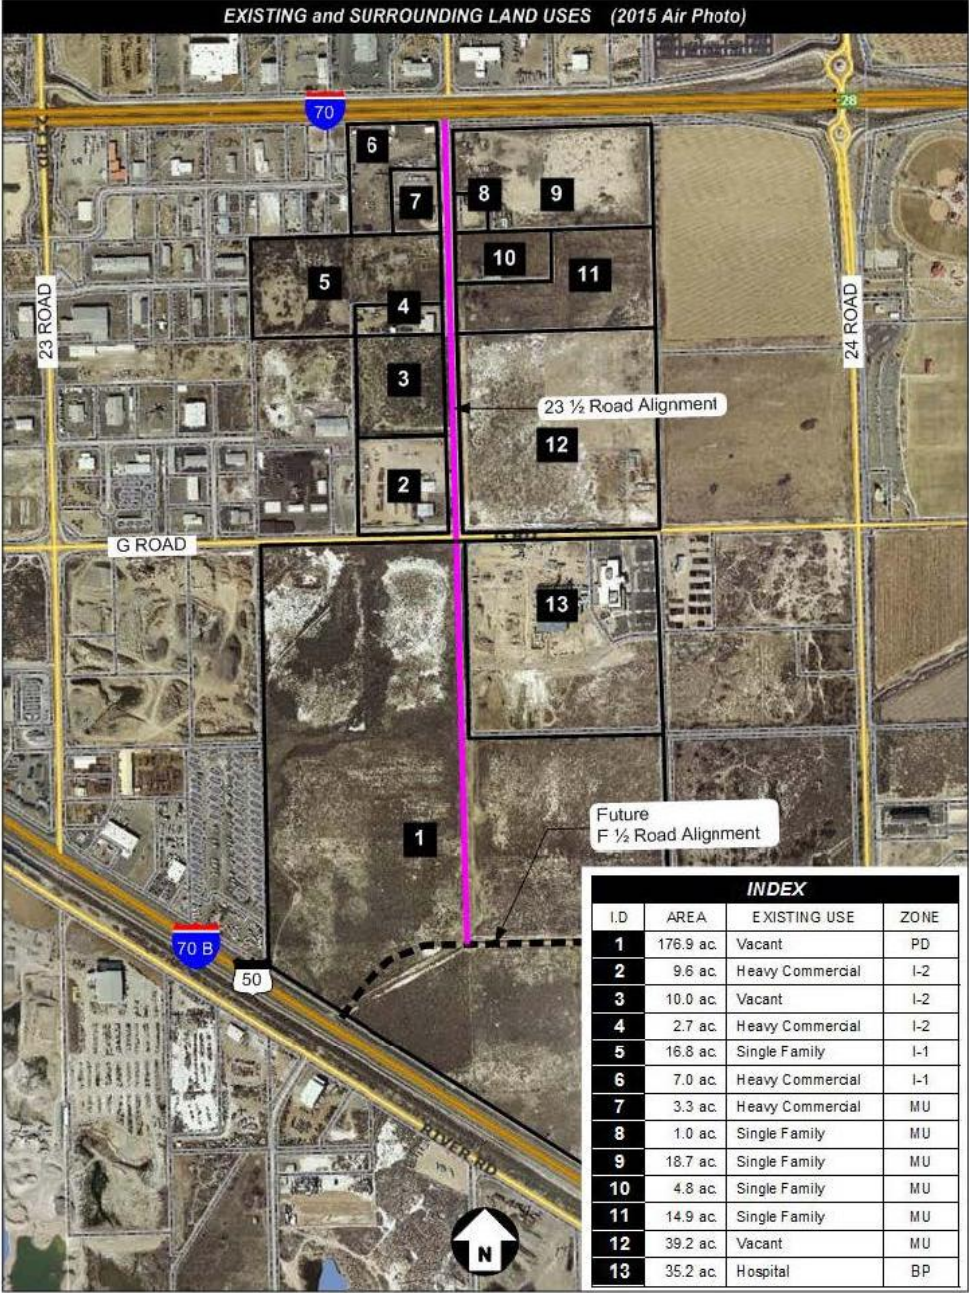 EXISTING and SURROUNDING LAND USES (2015 Air Photo)
70
28
6
7
8
9
10
11
5
4
3
12
2
23 ROAD
24 ROAD
23 ½ Road Alignment
G ROAD
13
1
Future
F ½ Road Alignment
70 B
50
RIVER RD
N
INDEX
I.D AREA EXISTING USE ZONE
1 176.9 ac. Vacant PD
2 9.6 ac. Heavy Commercial I-2
3 10.0 ac. Vacant I-2
4 2.7 ac. Heavy Commercial I-2
5 16.8 ac. Single Family I-1
6 7.0 ac. Heavy Commercial I-1
7 3.3 ac. Heavy Commercial MU
8 1.0 ac. Single Family MU
9 18.7 ac. Single Family MU
10 4.8 ac. Single Family MU
11 14.9 ac. Single Family MU
12 39.2 ac. Vacant MU
13 35.2 ac. Hospital BP